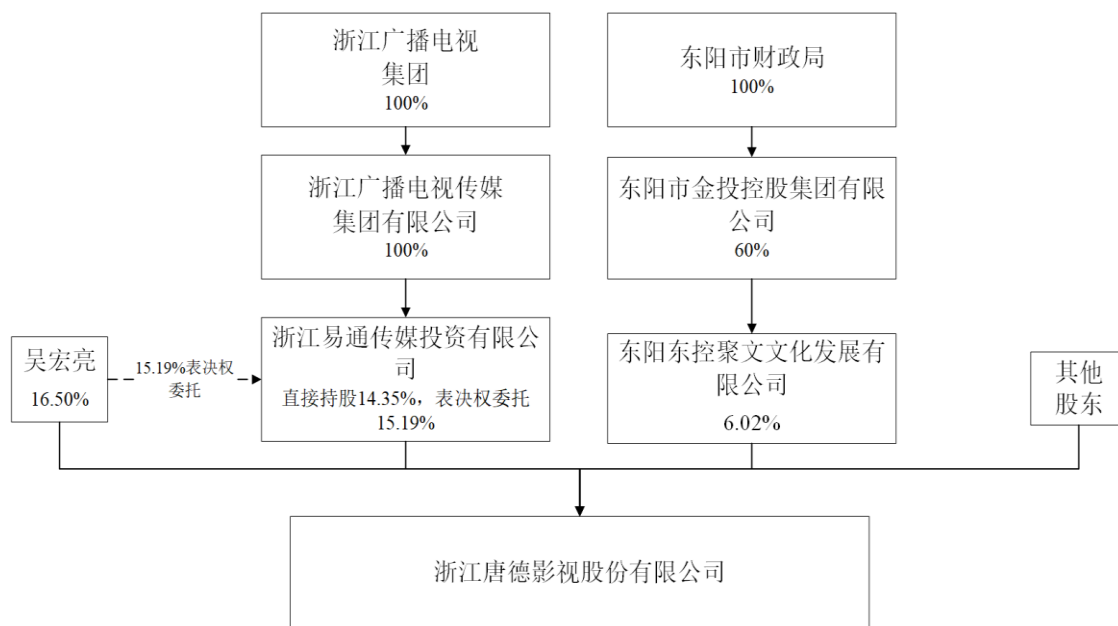 浙江广播电视
集团
100%
东阳市财政局
100%
浙江广播电视传媒
集团有限公司
100%
东阳市金投控股集团有限
公司
60%
吴宏亮
16.50%
15.19%表决权
委托
浙江易通传媒投资有限公
司
直接持股14.35%，表决权委托
15.19%
东阳东控聚文文化发展有
限公司
6.02%
其他
股东
浙江唐德影视股份有限公司